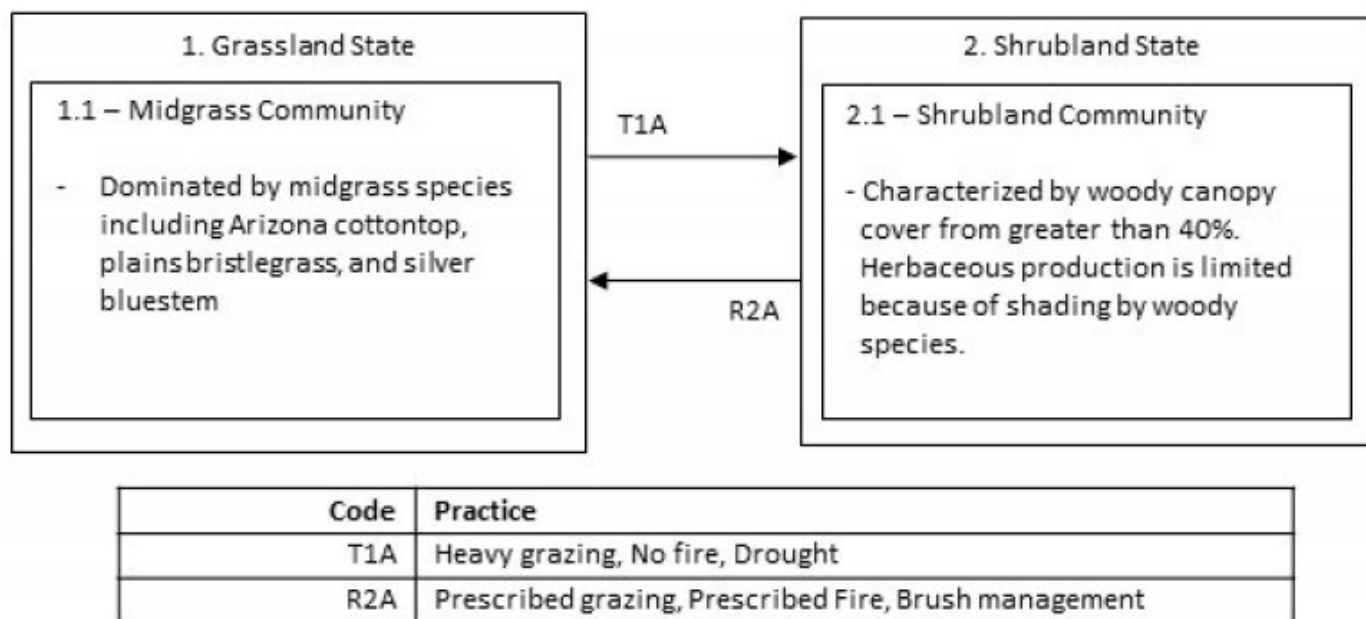 1. Grassland State
1.1 – Midgrass Community
- Dominated by midgrass species
including Arizona cottontop,
plains bristlegrass, and silver
bluestem
T1A
R2A
2. Shrubland State
2.1 – Shrubland Community
- Characterized by woody canopy
cover from greater than 40%.
Herbaceous production is limited
because of shading by woody
species.
Code Practice
T1A Heavy grazing, No fire, Drought
R2A Prescribed grazing, Prescribed Fire, Brush management